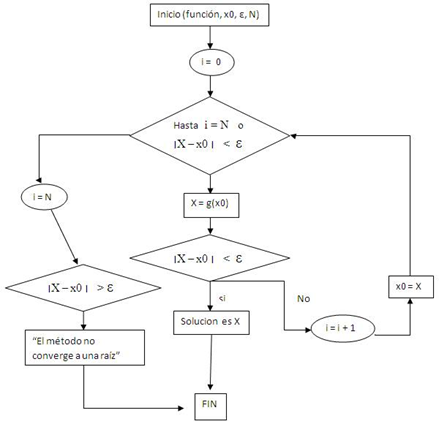 Inicio (función, x0, ε, N)
i = 0
Hasta i = N o
|X – x0| < ε
i = N
X = g(x0)
|X – x0| > ε
|X – x0| < ε
x0 = X
<i
No
Solucion es X
i = i + 1
"El método no
converge a una raíz"
FIN